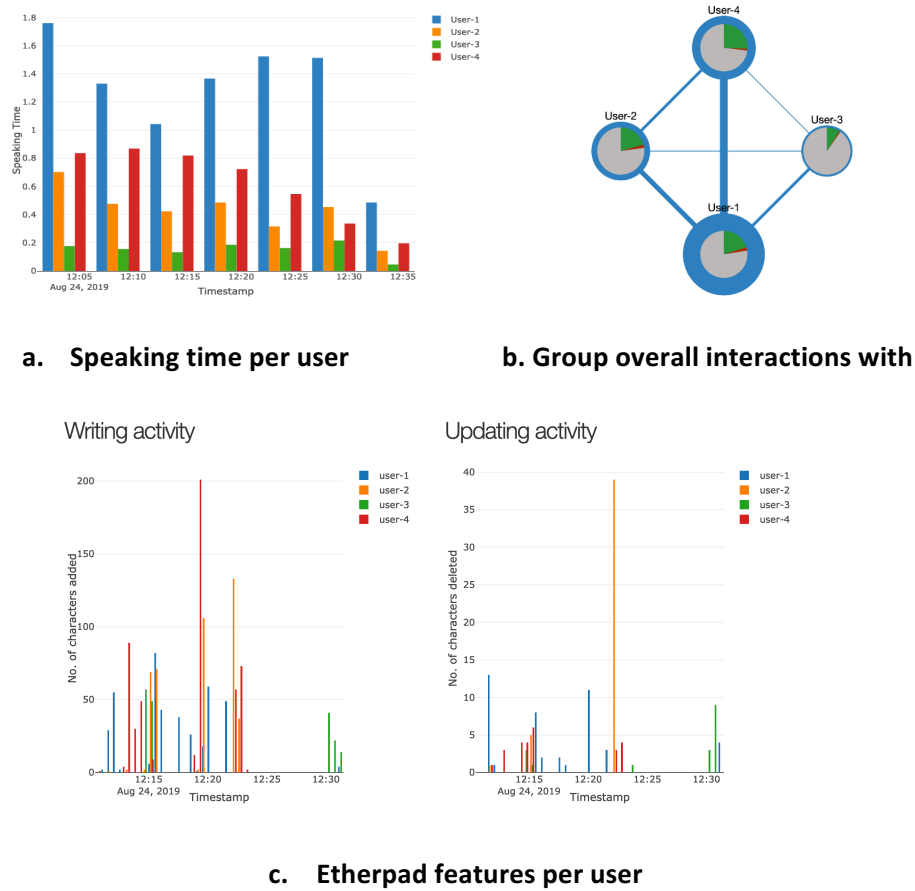 User-1
User-2
User-3
User-4
1.8
1.6
1.4
1.2
1
0.8
0.6
0.4
0.2
0
Speaking Time
12:05 12:10 12:15 12:20 12:25 12:30 12:35
Aug 24, 2019
Timestamp
User-4
User-2
User-3
User-1
a. Speaking time per user
b. Group overall interactions with
Writing activity
user-1
user-2
user-3
user-4
200
150
100
50
0
No. of characters added
12:15 12:20 12:25 12:30
Aug 24, 2019
Timestamp
Updating activity
user-1
user-2
user-3
user-4
40
35
30
25
20
15
10
5
0
No. of characters deleted
12:15 12:20 12:25 12:30
Aug 24, 2019
Timestamp
c. Etherpad features per user